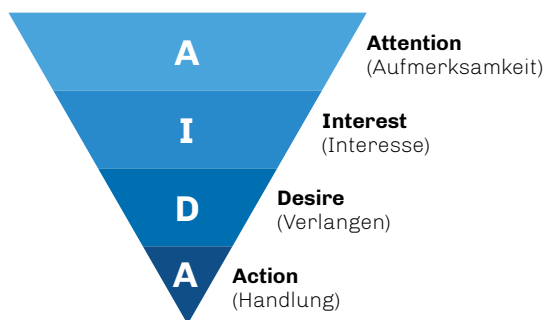 A
Attention
(Aufmerksamkeit)
I
Interest
(Interesse)
D
Desire
(Verlangen)
A
Action
(Handlung)